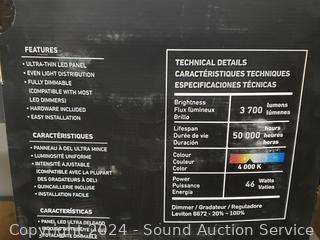 FEATURES
• ULTRA-THIN LED PANEL
• EVEN LIGHT DISTRIBUTION
• FULLY DIMMABLE
(COMPATIBLE WITH MOST
LED DIMMERS)
• HARDWARE INCLUDED
• EASY INSTALLATION
CARACTÉRISTIQUES
• PANNEAU À DEL ULTRA MINCE
• LUMINOSITÉ UNIFORME
• INTENSITÉ AJUSTABLE
(COMPATIBLE AVEC LA PLUPART
DES GRADATEURS À DEL)
• QUINCAILLERIE INCLUSE
• INSTALLATION FACILE
CARACTERÍSTICAS
• PANEL LED ULTRA DELGADO
TOTALMENTE DIMMABLE
TECHNICAL DETAILS
CARACTÉRISTIQUES TECHNIQUES
ESPECIFICACIONES TÉCNICAS
Brightness
Flux lumineux
Brillo
3 700 lumens
lúmenes
Lifespan
Durée de vie
Duración
50 000 hours
heures
horas
Colour
Couleur
Color
4 000 K
Power
Puissance
Energía
46 Watts
Vatios
Dimmer / Gradateur / Regulador
Leviton 6672 - 20% ~ 100%
Copyright 2024 - Sound Auction Service